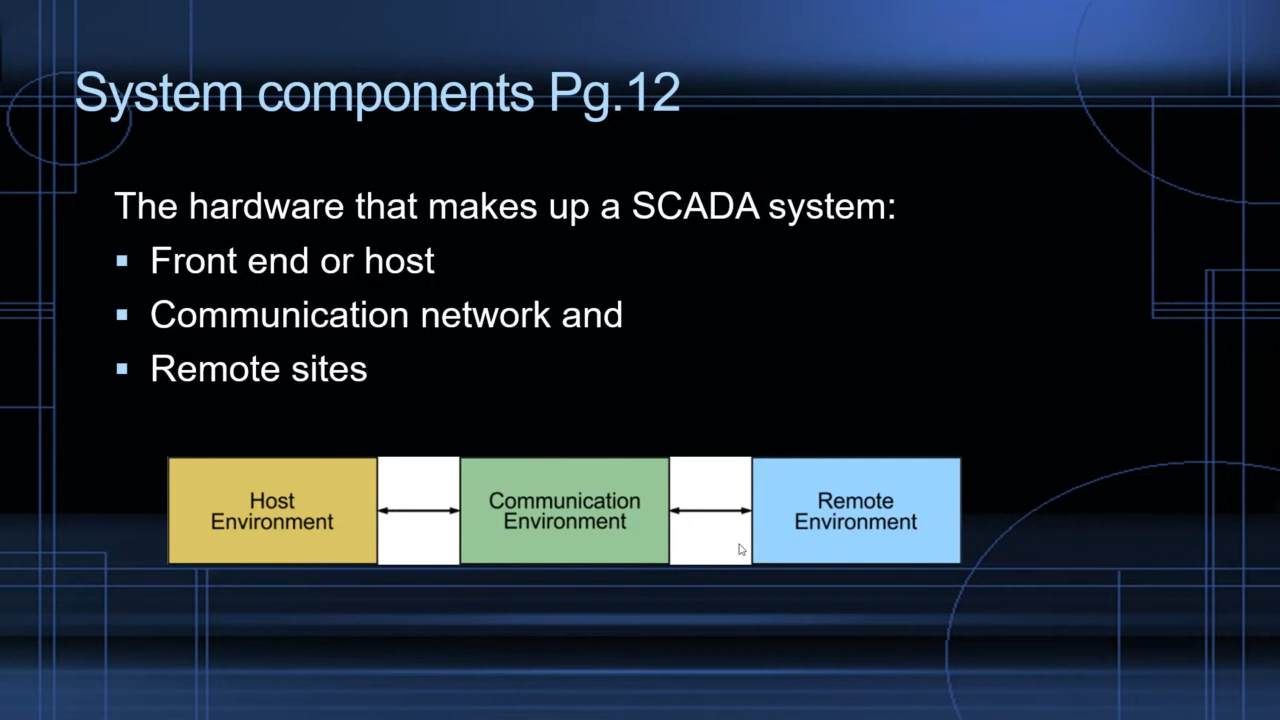 System components Pg.12
The hardware that makes up a SCADA system:
Front end or host
Communication network and
Remote sites
Host
Environment
Communication
Environment
Remote
Environment